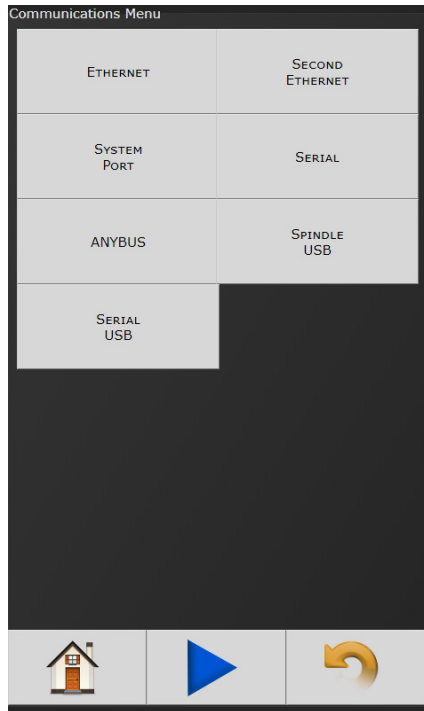 Communications Menu
Ethernet
Second
Ethernet
System
Port
Serial
ANYBUS
Spindle
USB
Serial
USB